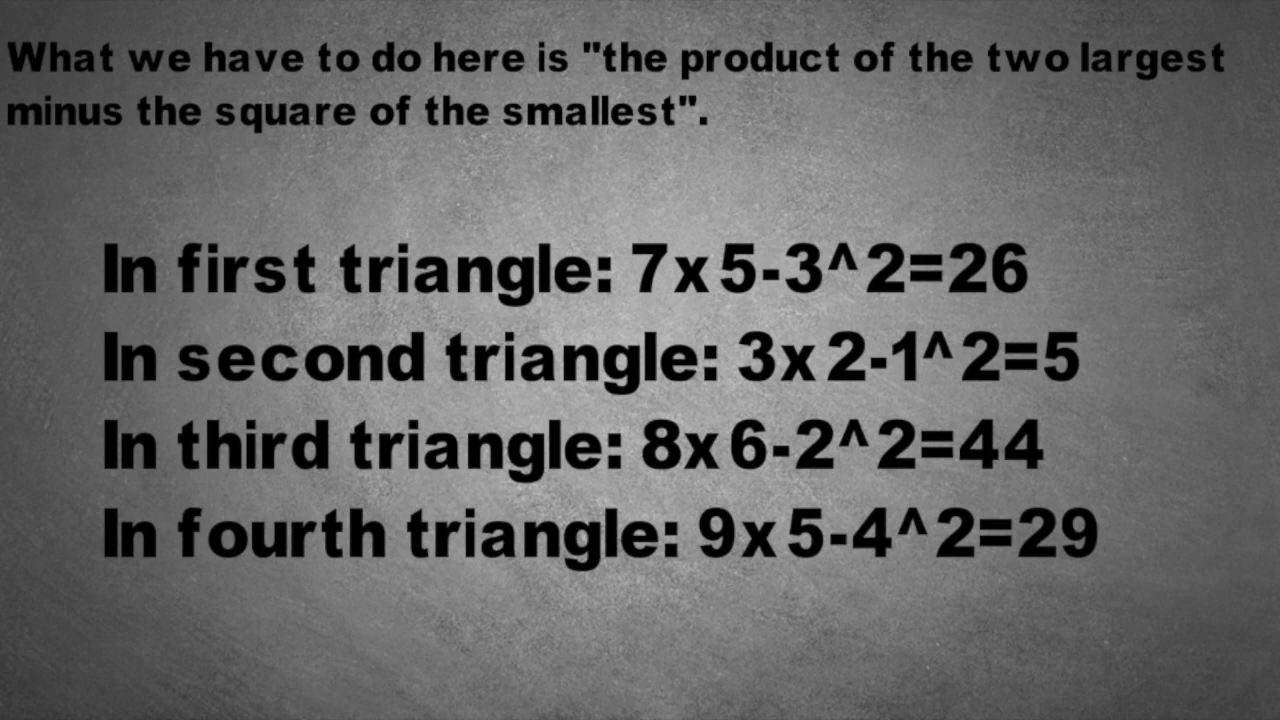 What we have to do here is "the product of the two largest
minus the square of the smallest".
In first triangle: 7x5-3^2=26
In second triangle: 3x2-1^2=5
In third triangle: 8x6-2^2=44
In fourth triangle: 9x5-4^2=29